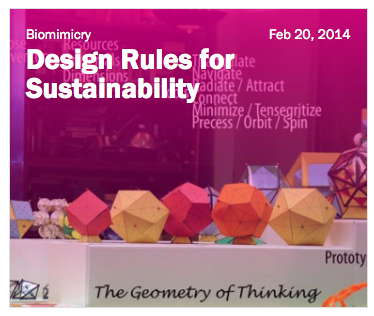 Biomimicry
Feb 20, 2014
Design Rules for
Sustainability
Resources
Dimensions
Navigate
Radiate / Attract
Connect
Minimize / Tensegritize
Precess / Orbit / Spin
Prototy
The Geometry of Thinking